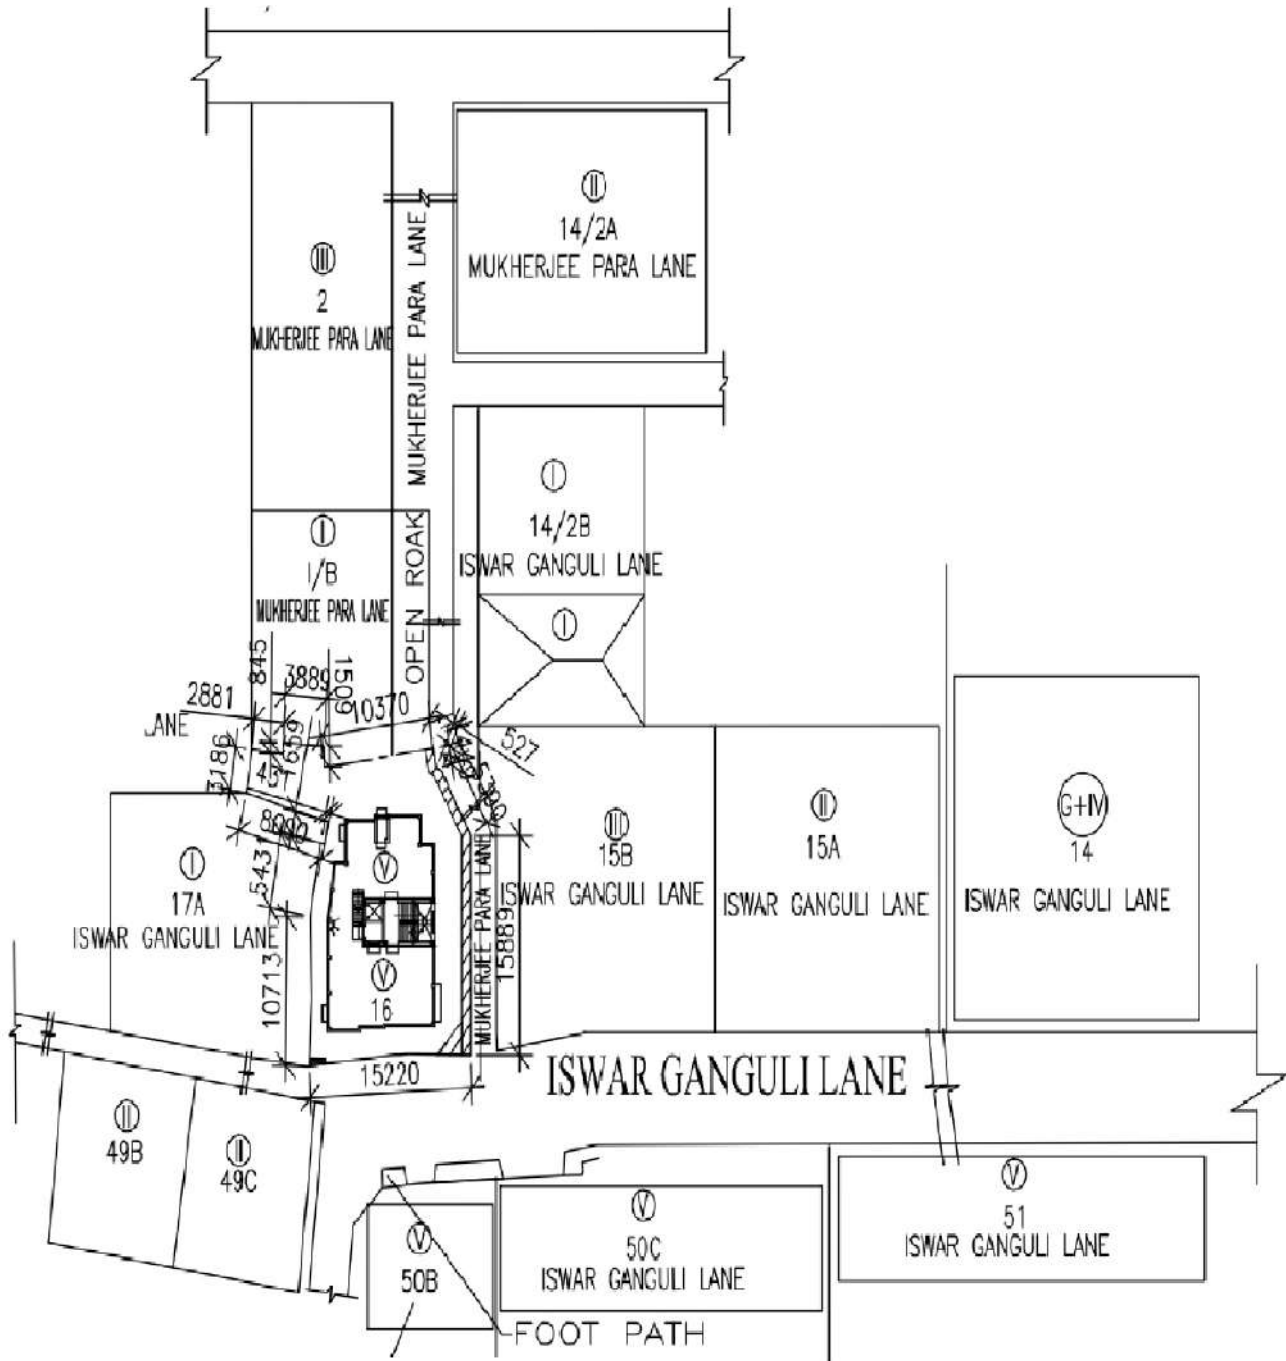 II
14/2A
MUKHERJEE PARA LANE
III
2
MUKHERJEE PARA LANE
MUKHERJEE PARA LANE
OPEN ROAK
I
14/2B
ISWAR GANGULI LANE
I
II
1/B
MUKHERJEE PARA LANE
845
3889
1509
2881
10370
LANE
527
3186
1659
8090
5431
I
17A
ISWAR GANGULI LANE
10713
V
V
16
MUKHERJEE PARA LANE
15889
III
15B
ISWAR GANGULI LANE
II
15A
ISWAR GANGULI LANE
G+IV
14
ISWAR GANGULI LANE
15220
ISWAR GANGULI LANE
II
49B
II
49C
V
50B
V
50C
ISWAR GANGULI LANE
V
51
ISWAR GANGULI LANE
FOOT PATH